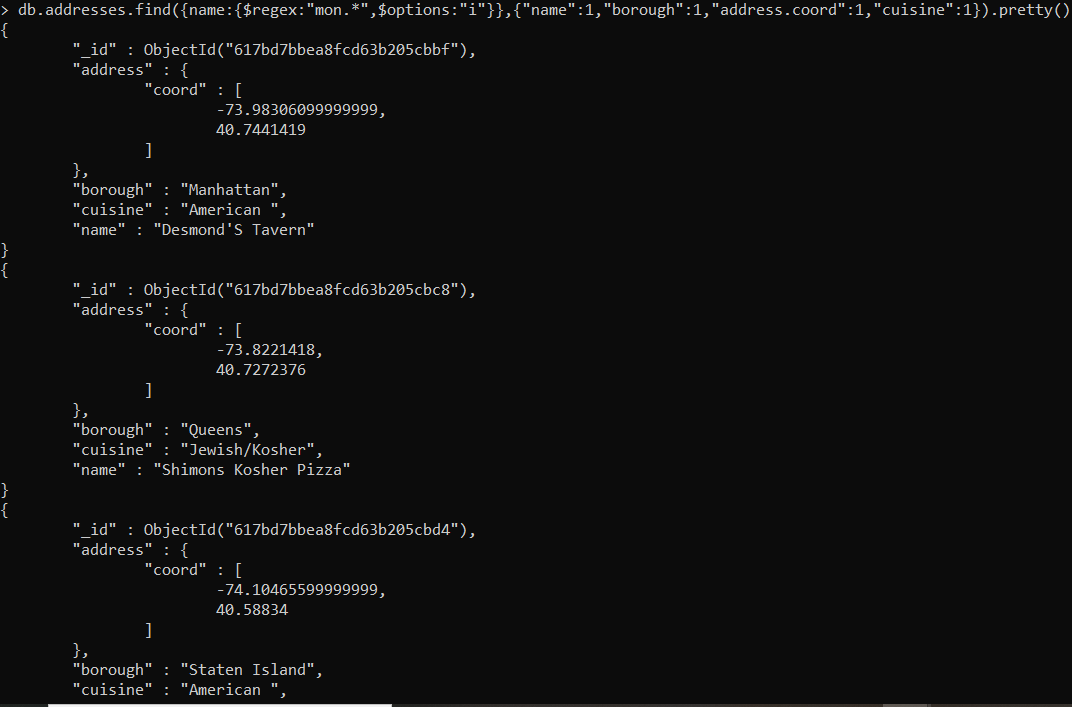 > db.addresses.find({name:{$regex:"mon.*",$options:"i"}},{"name":1,"borough":1,"address.coord":1,"cuisine":1}).pretty()
{
        "_id" : ObjectId("617bd7bbea8fcd63b205cbbf"),
        "address" : {
                "coord" : [
                        -73.98306099999999,
                        40.7441419
                ]
        },
        "borough" : "Manhattan",
        "cuisine" : "American ",
        "name" : "Desmond'S Tavern"
}
{
        "_id" : ObjectId("617bd7bbea8fcd63b205cbc8"),
        "address" : {
                "coord" : [
                        -73.8221418,
                        40.7272376
                ]
        },
        "borough" : "Queens",
        "cuisine" : "Jewish/Kosher",
        "name" : "Shimons Kosher Pizza"
}
{
        "_id" : ObjectId("617bd7bbea8fcd63b205cbd4"),
        "address" : {
                "coord" : [
                        -74.10465599999999,
                        40.58834
                ]
        },
        "borough" : "Staten Island",
        "cuisine" : "American ",